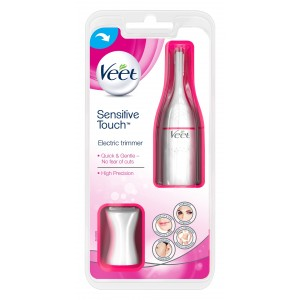 Veet
Sensitive
Touch™
Electric trimmer
• Quick & Gentle –
No fear of cuts
• High Precision
Veet